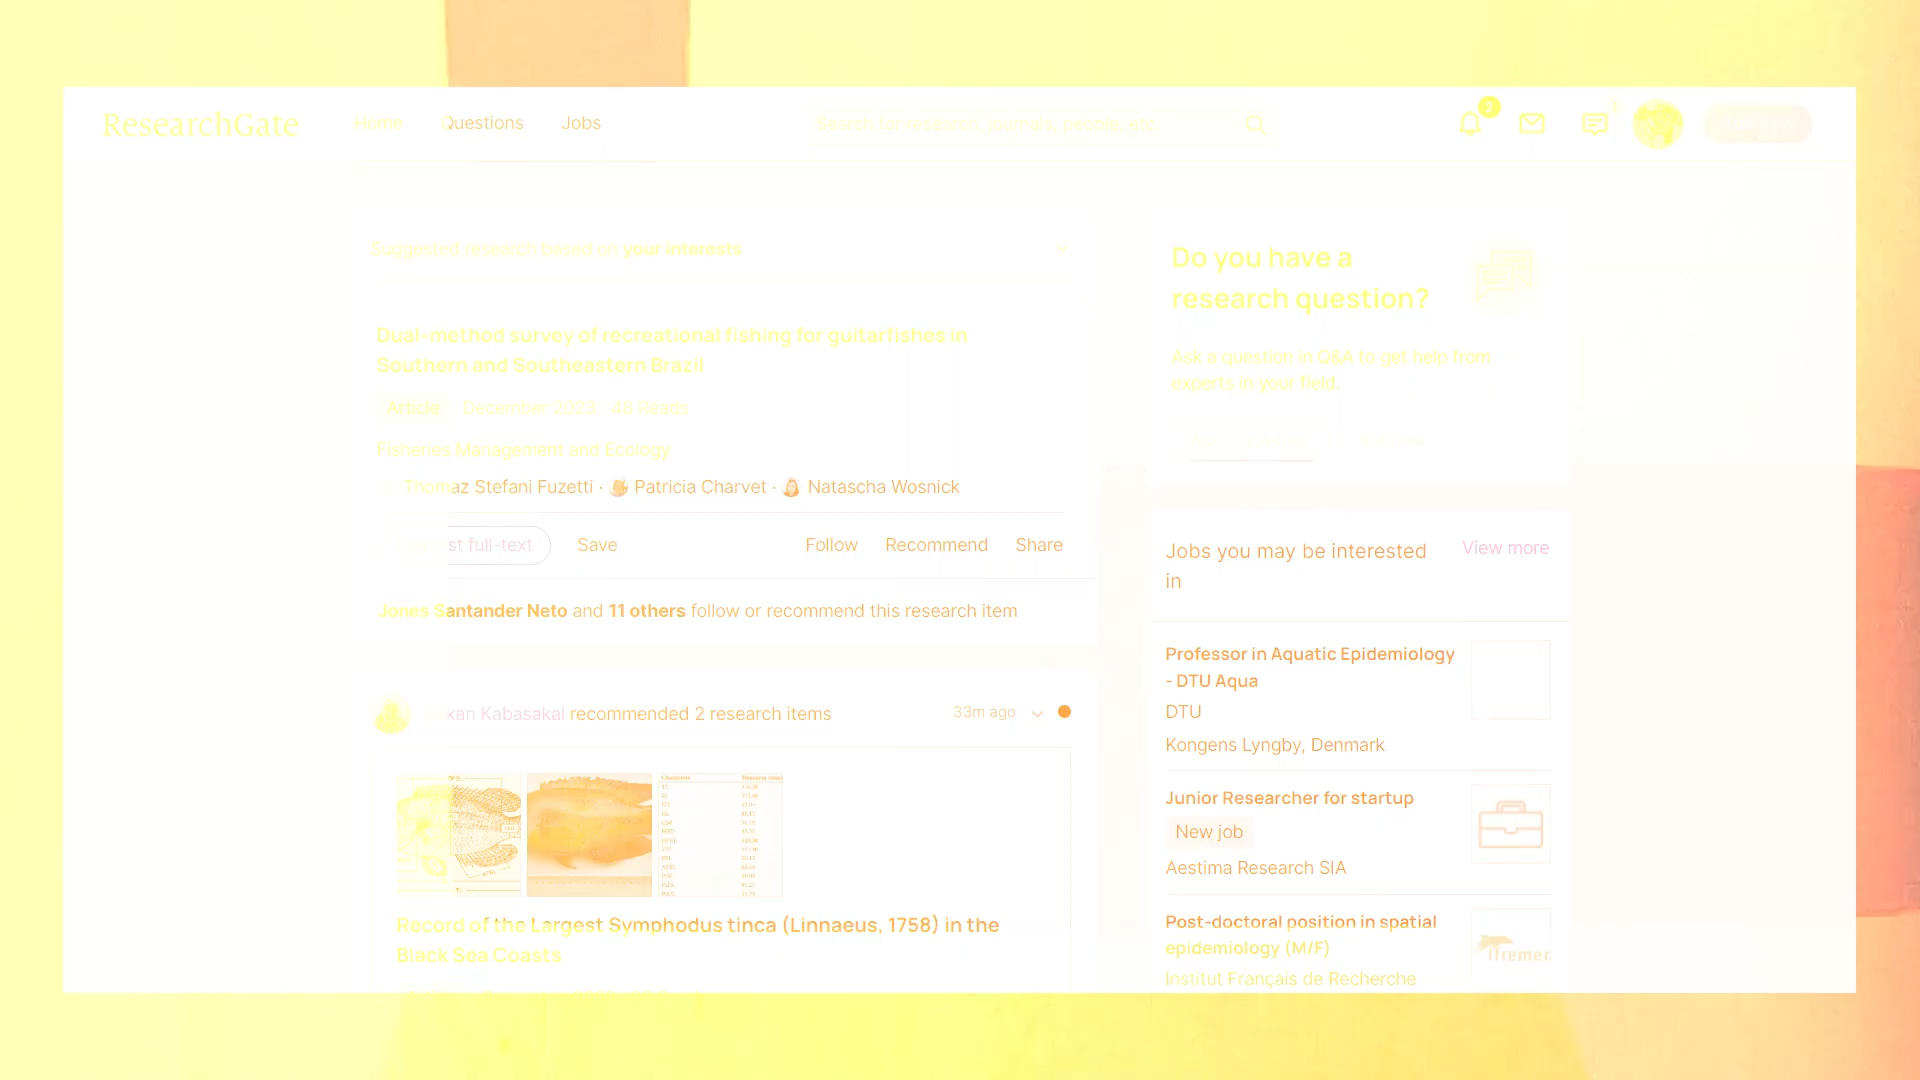 ResearchGate
Home
Questions
Jobs
Search for research, journals, people, etc.
2
1
Suggested research based on your interests
Dual-method survey of recreational fishing for guitarfishes in
Southern and Southeastern Brazil
Article December 2023 · 48 Reads
Fisheries Management and Ecology
Thomaz Stefani Fuzetti · Patricia Charvet · Natascha Wosnick
st full-text
Save
Follow
Recommend
Share
Jones Santander Neto and 11 others follow or recommend this research item
kan Kabasakal recommended 2 research items
33m ago
Record of the Largest Symphodus tinca (Linnaeus, 1758) in the
Black Sea Coasts
Do you have a
research question?
Ask a question in Q&A to get help from
experts in your field.
Jobs you may be interested
in
View more
Professor in Aquatic Epidemiology
- DTU Aqua
DTU
Kongens Lyngby, Denmark
Junior Researcher for startup
New job
Aestima Research SIA
Post-doctoral position in spatial
epidemiology (M/F)
Institut Français de Recherche
Ifremer